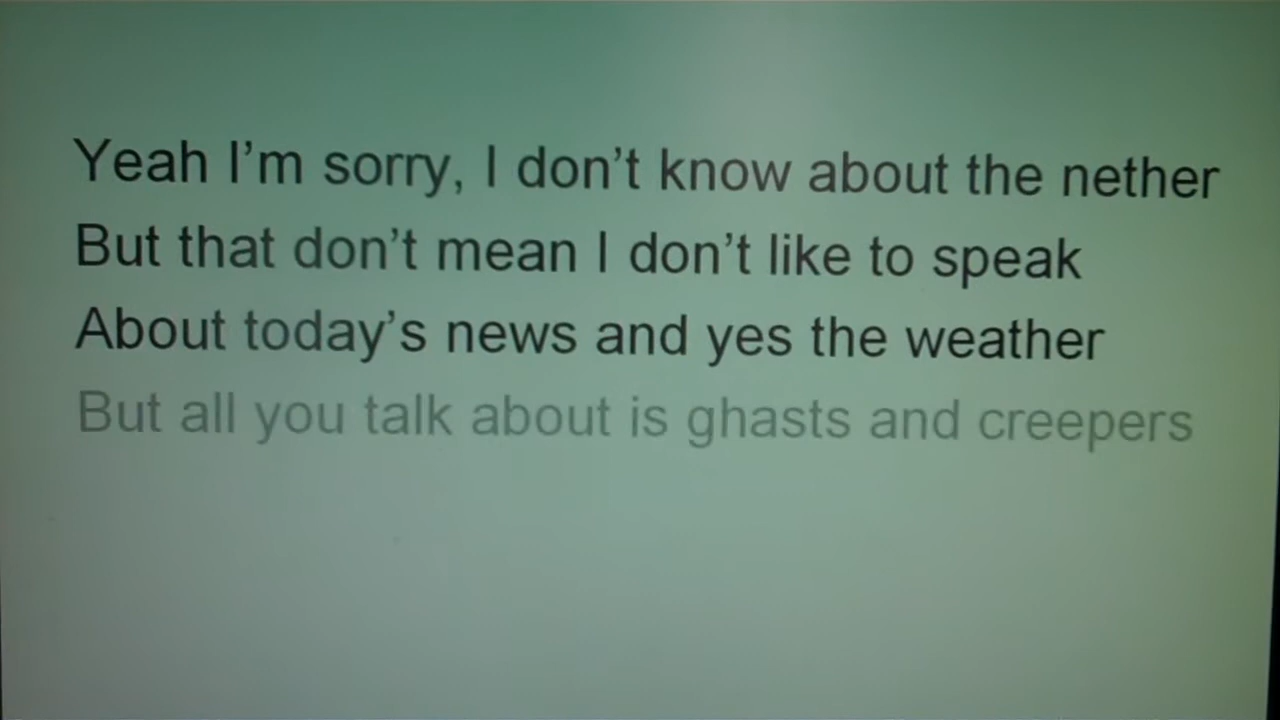 Yeah I’m sorry, I don’t know about the nether
But that don’t mean I don’t like to speak
About today’s news and yes the weather
But all you talk about is ghasts and creepers